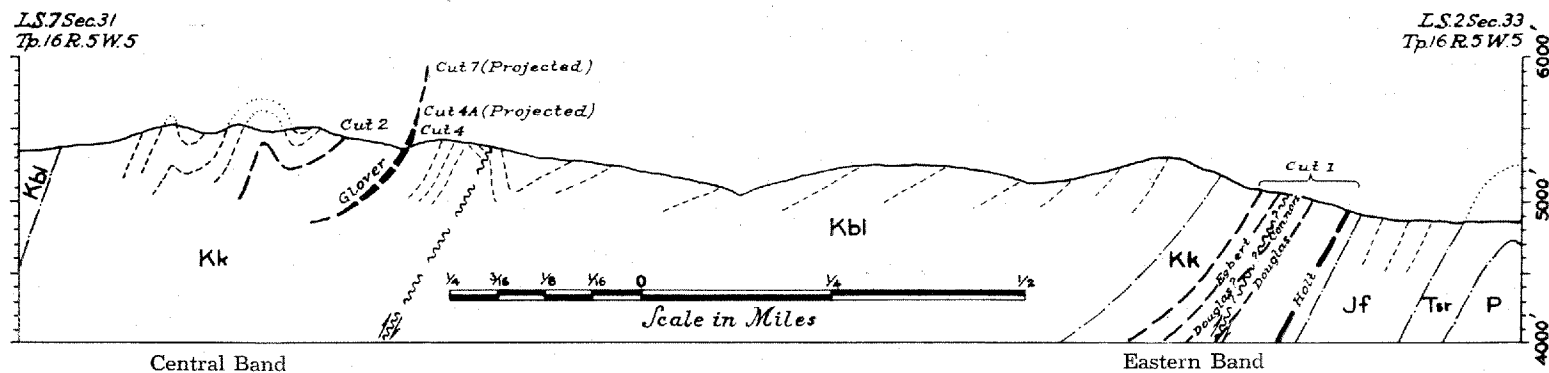 L.S.7 Sec.31
Tp.16 R.5 W.5
L.S.2 Sec.33
Tp.16 R.5 W.5
6000'
5000'
4000'
Cut 7 (Projected)
Cut 4A (Projected)
Cut 4
Cut 2
Glover
Cut 1
Kbl
Kk
Kbl
Kk
Egbert
Douglas?
?
?
Connors
Douglas
Holt
Jf
Tsr
P
1/4 3/16 1/8 1/16 0 1/4 1/2
Scale in Miles
Central Band
Eastern Band